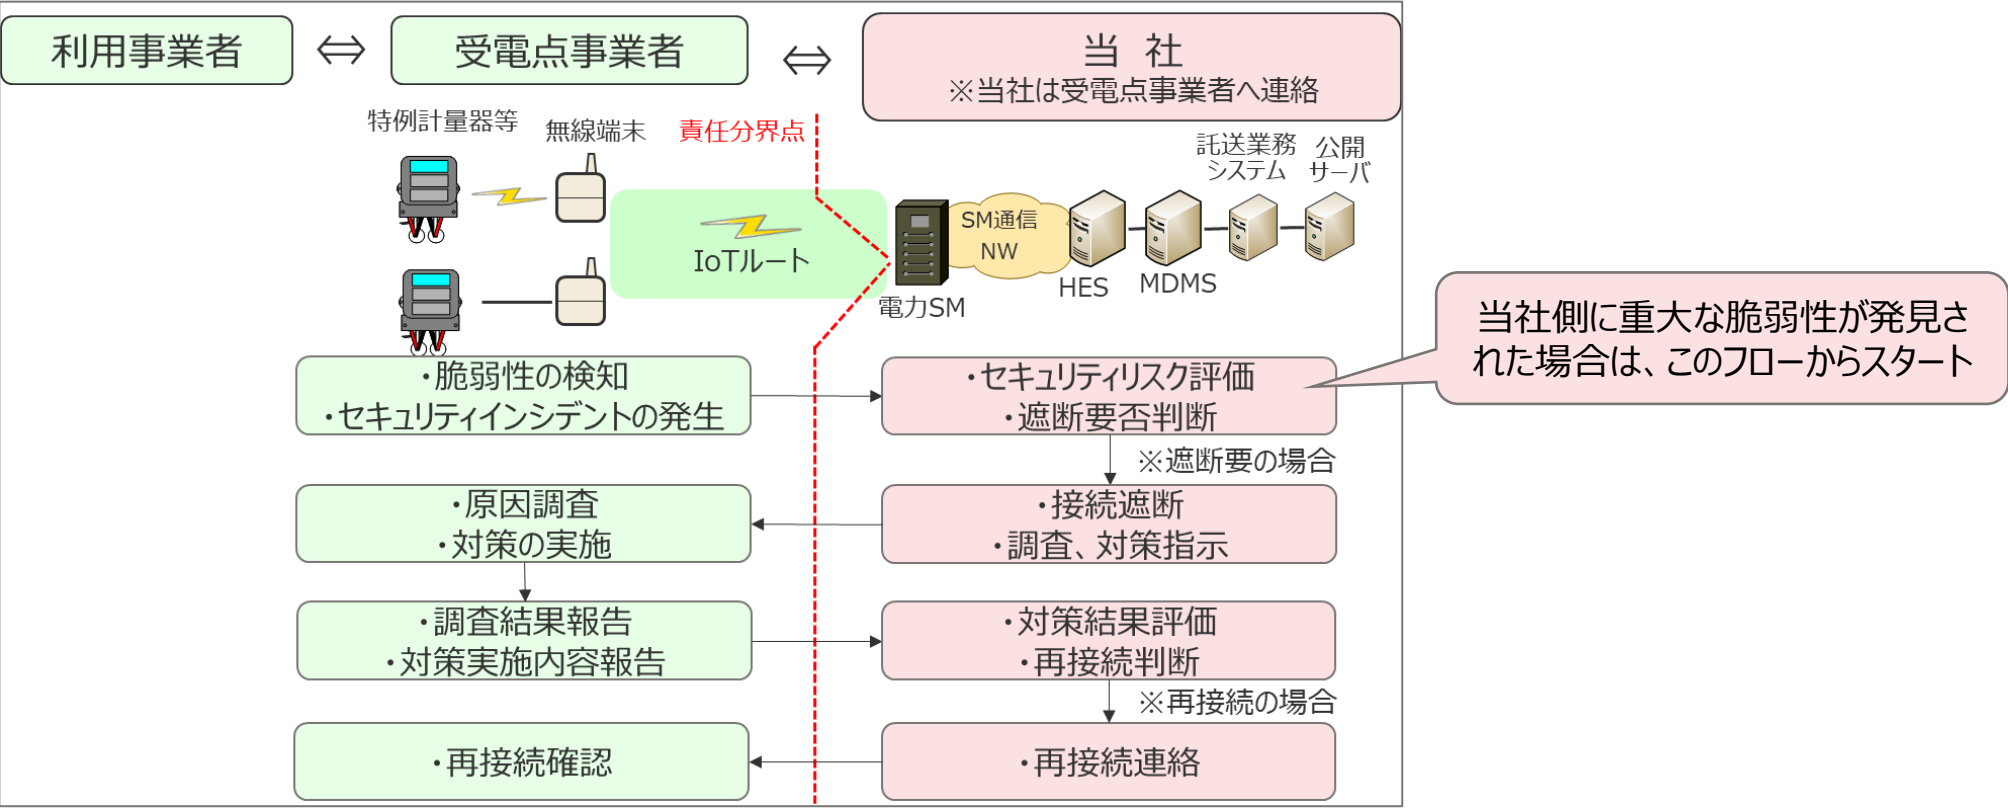 利用事業者
受電点事業者
当 社
※当社は受電点事業者へ連絡
特例計量器等
無線端末
責任分界点
託送業務
システム
公開
サーバ
IoTルート
電力SM
SM通信
NW
HES
MDMS
当社側に重大な脆弱性が発見さ
れた場合は、このフローからスタート
・脆弱性の検知
・セキュリティインシデントの発生
・セキュリティリスク評価
・遮断要否判断
※遮断要の場合
・原因調査
・対策の実施
・接続遮断
・調査、対策指示
・調査結果報告
・対策実施内容報告
・対策結果評価
・再接続判断
※再接続の場合
・再接続確認
・再接続連絡